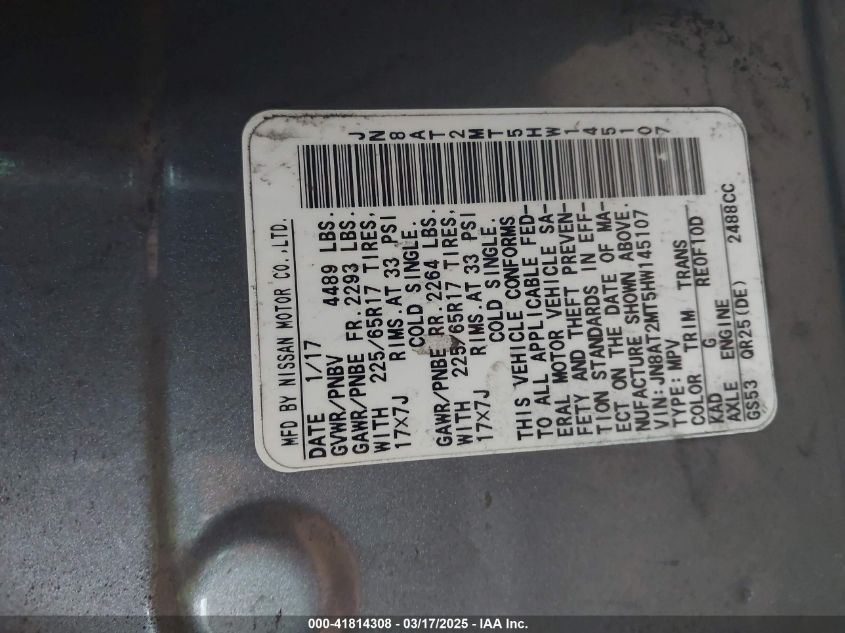 JN8AT2MT5HW145107
MFD BY NISSAN MOTOR CO.,LTD.
DATE 1/17
GVWR/PNBV 4489 LBS.
GAWR/PNBE FR.2293 LBS.
WITH 225/65R17 TIRES,
17X7J RIMS.AT 33 PSI
COLD SINGLE.
GAWR/PNBE RR.2264 LBS.
WITH 225/65R17 TIRES,
17X7J RIMS.AT 33 PSI
COLD SINGLE.
THIS VEHICLE CONFORMS
TO ALL APPLICABLE FED-
ERAL MOTOR VEHICLE SA-
FETY AND THEFT PREVEN-
TION STANDARDS IN EFF-
ECT ON THE DATE OF MA-
NUFACTURE SHOWN ABOVE.
VIN:JN8AT2MT5HW145107
TYPE:MPV
COLOR TRIM TRANS
KAD G RE0F10D
AXLE ENGINE
GS53 QR25(DE) 2488CC
000-41814308 - 03/17/2025 - IAA Inc.